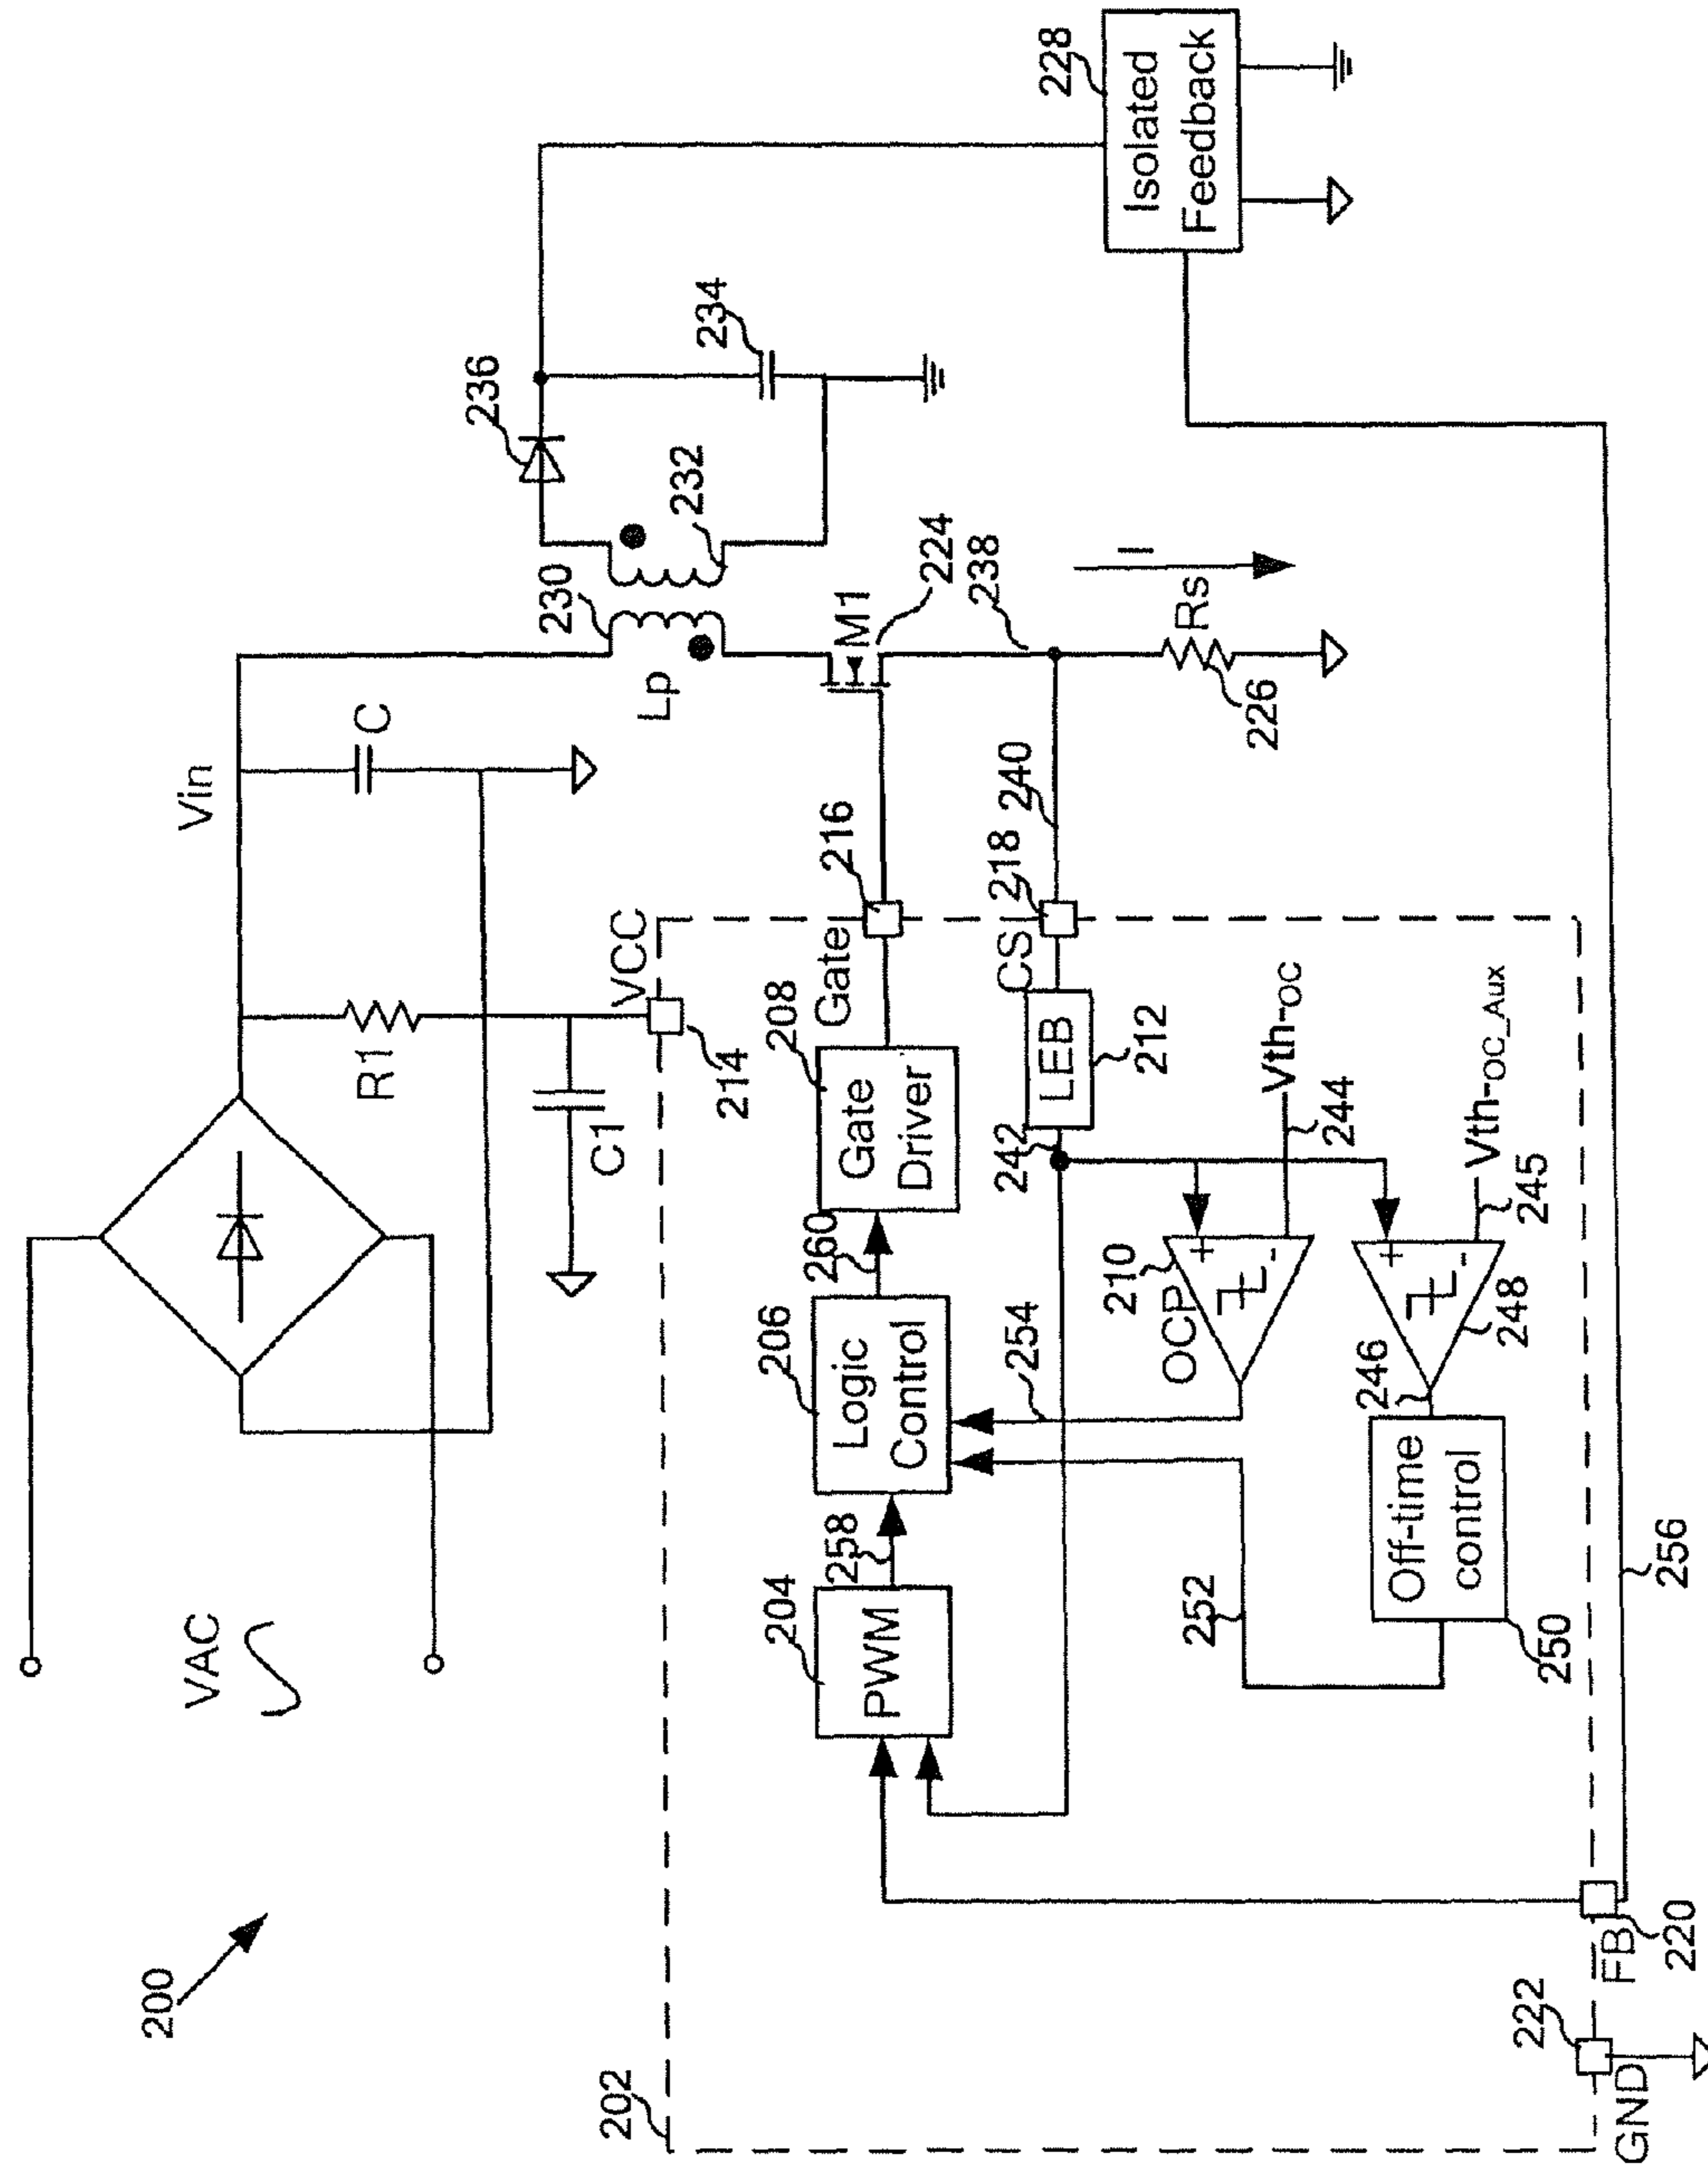 200
VAC
Vin
C
R1
C1
VCC
214
202
230
Lp
232
236
234
228
Isolated
Feedback
M1
224
238
I
Rs
226
240
Gate
216
CS
218
208
Gate
Driver
260
206
Logic
Control
258
204
PWM
LEB
212
242
Vth-OC
244
210
OCP
+
-
254
Vth-OC_Aux
245
+
-
248
246
Off-time
control
250
252
256
FB
220
GND
222